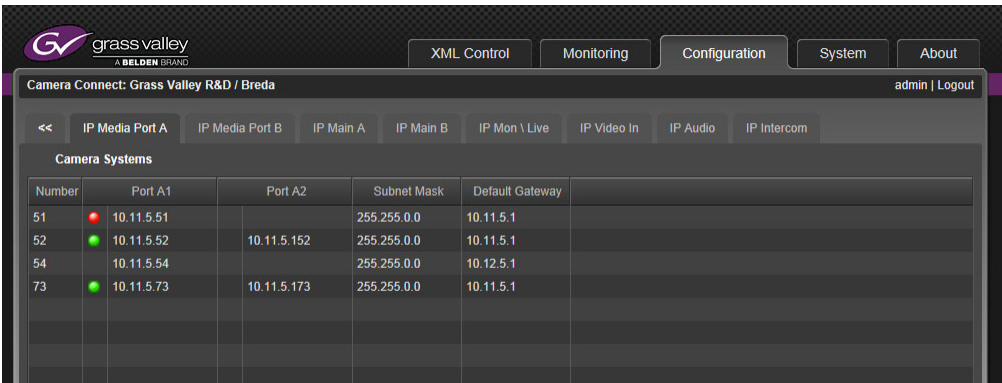 GV grass valley
A BELDEN BRAND
XML Control Monitoring Configuration System About
Camera Connect: Grass Valley R&D / Breda admin | Logout
<< IP Media Port A IP Media Port B IP Main A IP Main B IP Mon \ Live IP Video In IP Audio IP Intercom
Camera Systems
Number Port A1 Port A2 Subnet Mask Default Gateway
51 10.11.5.51 255.255.0.0 10.11.5.1
52 10.11.5.52 10.11.5.152 255.255.0.0 10.11.5.1
54 10.11.5.54 255.255.0.0 10.12.5.1
73 10.11.5.73 10.11.5.173 255.255.0.0 10.11.5.1